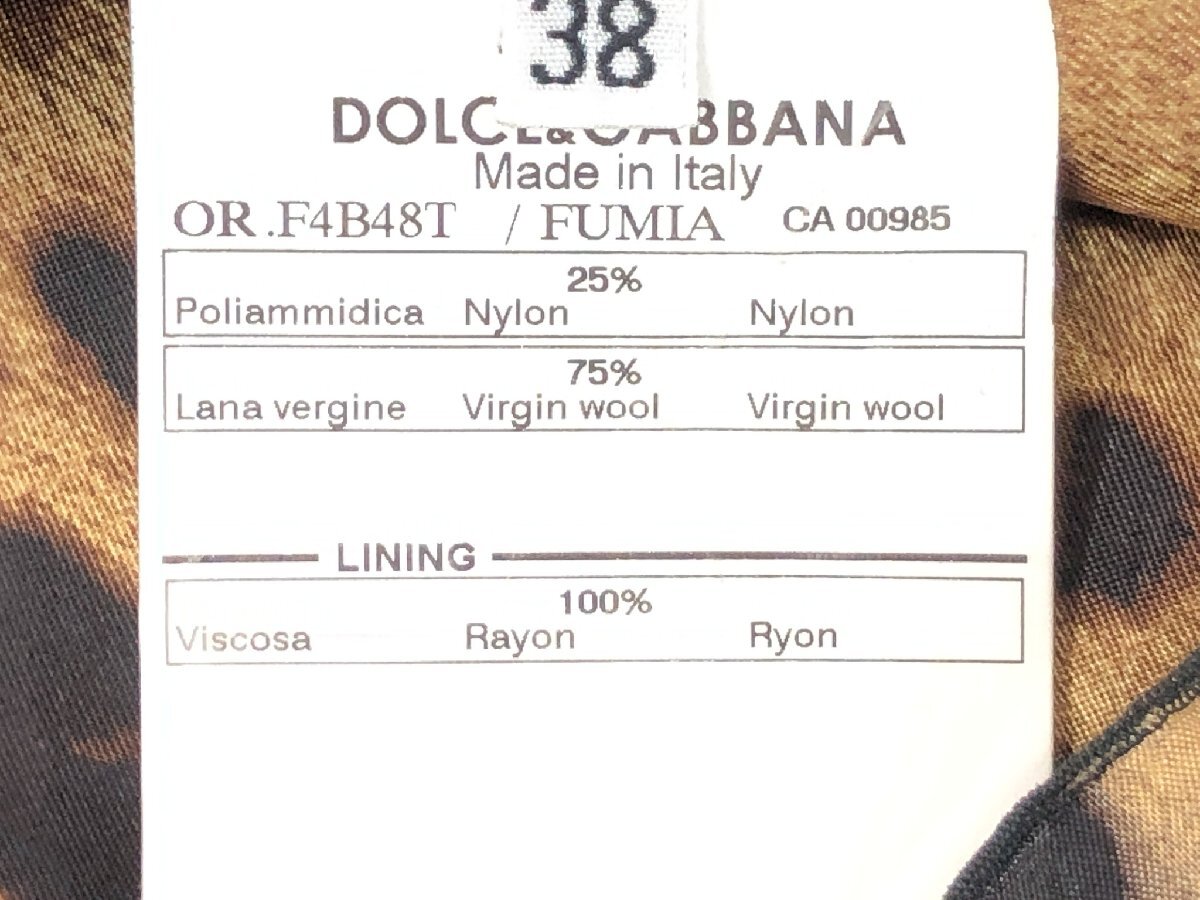 38
DOLCE&GABBANA
Made in Italy
OR.F4B48T / FUMIA CA 00985
25%
Poliammidica Nylon Nylon
75%
Lana vergine Virgin wool Virgin wool
LINING
100%
Viscosa Rayon Ryon